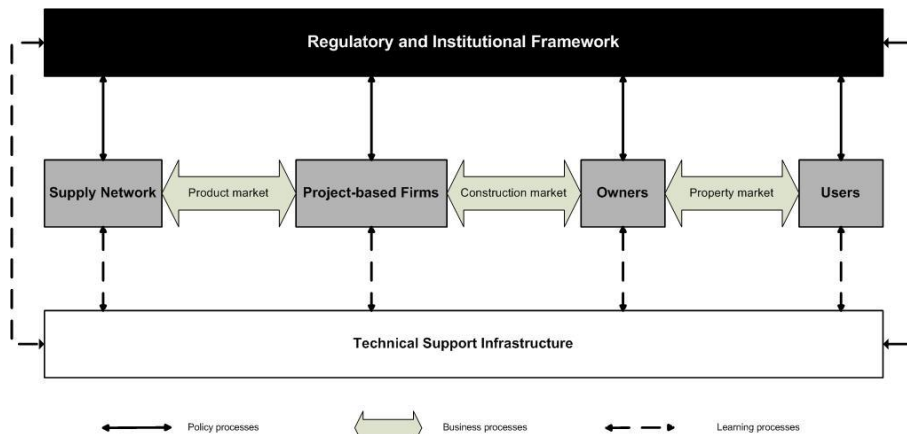 Regulatory and Institutional Framework
Supply Network
Product market
Project-based Firms
Construction market
Owners
Property market
Users
Technical Support Infrastructure
Policy processes
Business processes
Learning processes